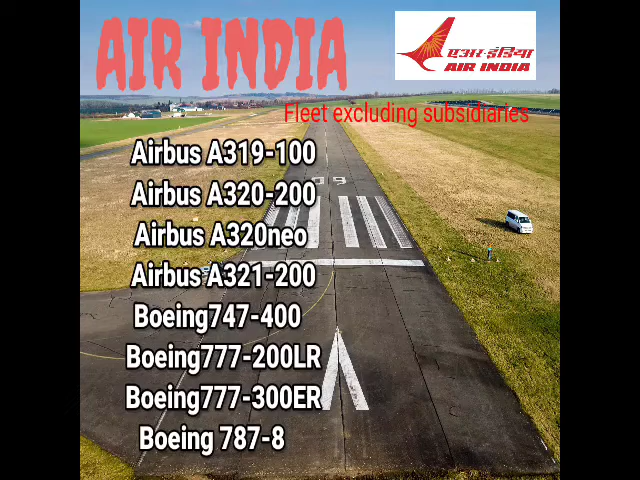 AIR INDIA
एअर इंडिया
AIR INDIA
Fleet excluding subsidiaries
Airbus A319-100
09
Airbus A320-200
Airbus A320neo
Airbus A321-200
Boeing747-400
Boeing777-200LR
Boeing777-300ER
Boeing 787-8